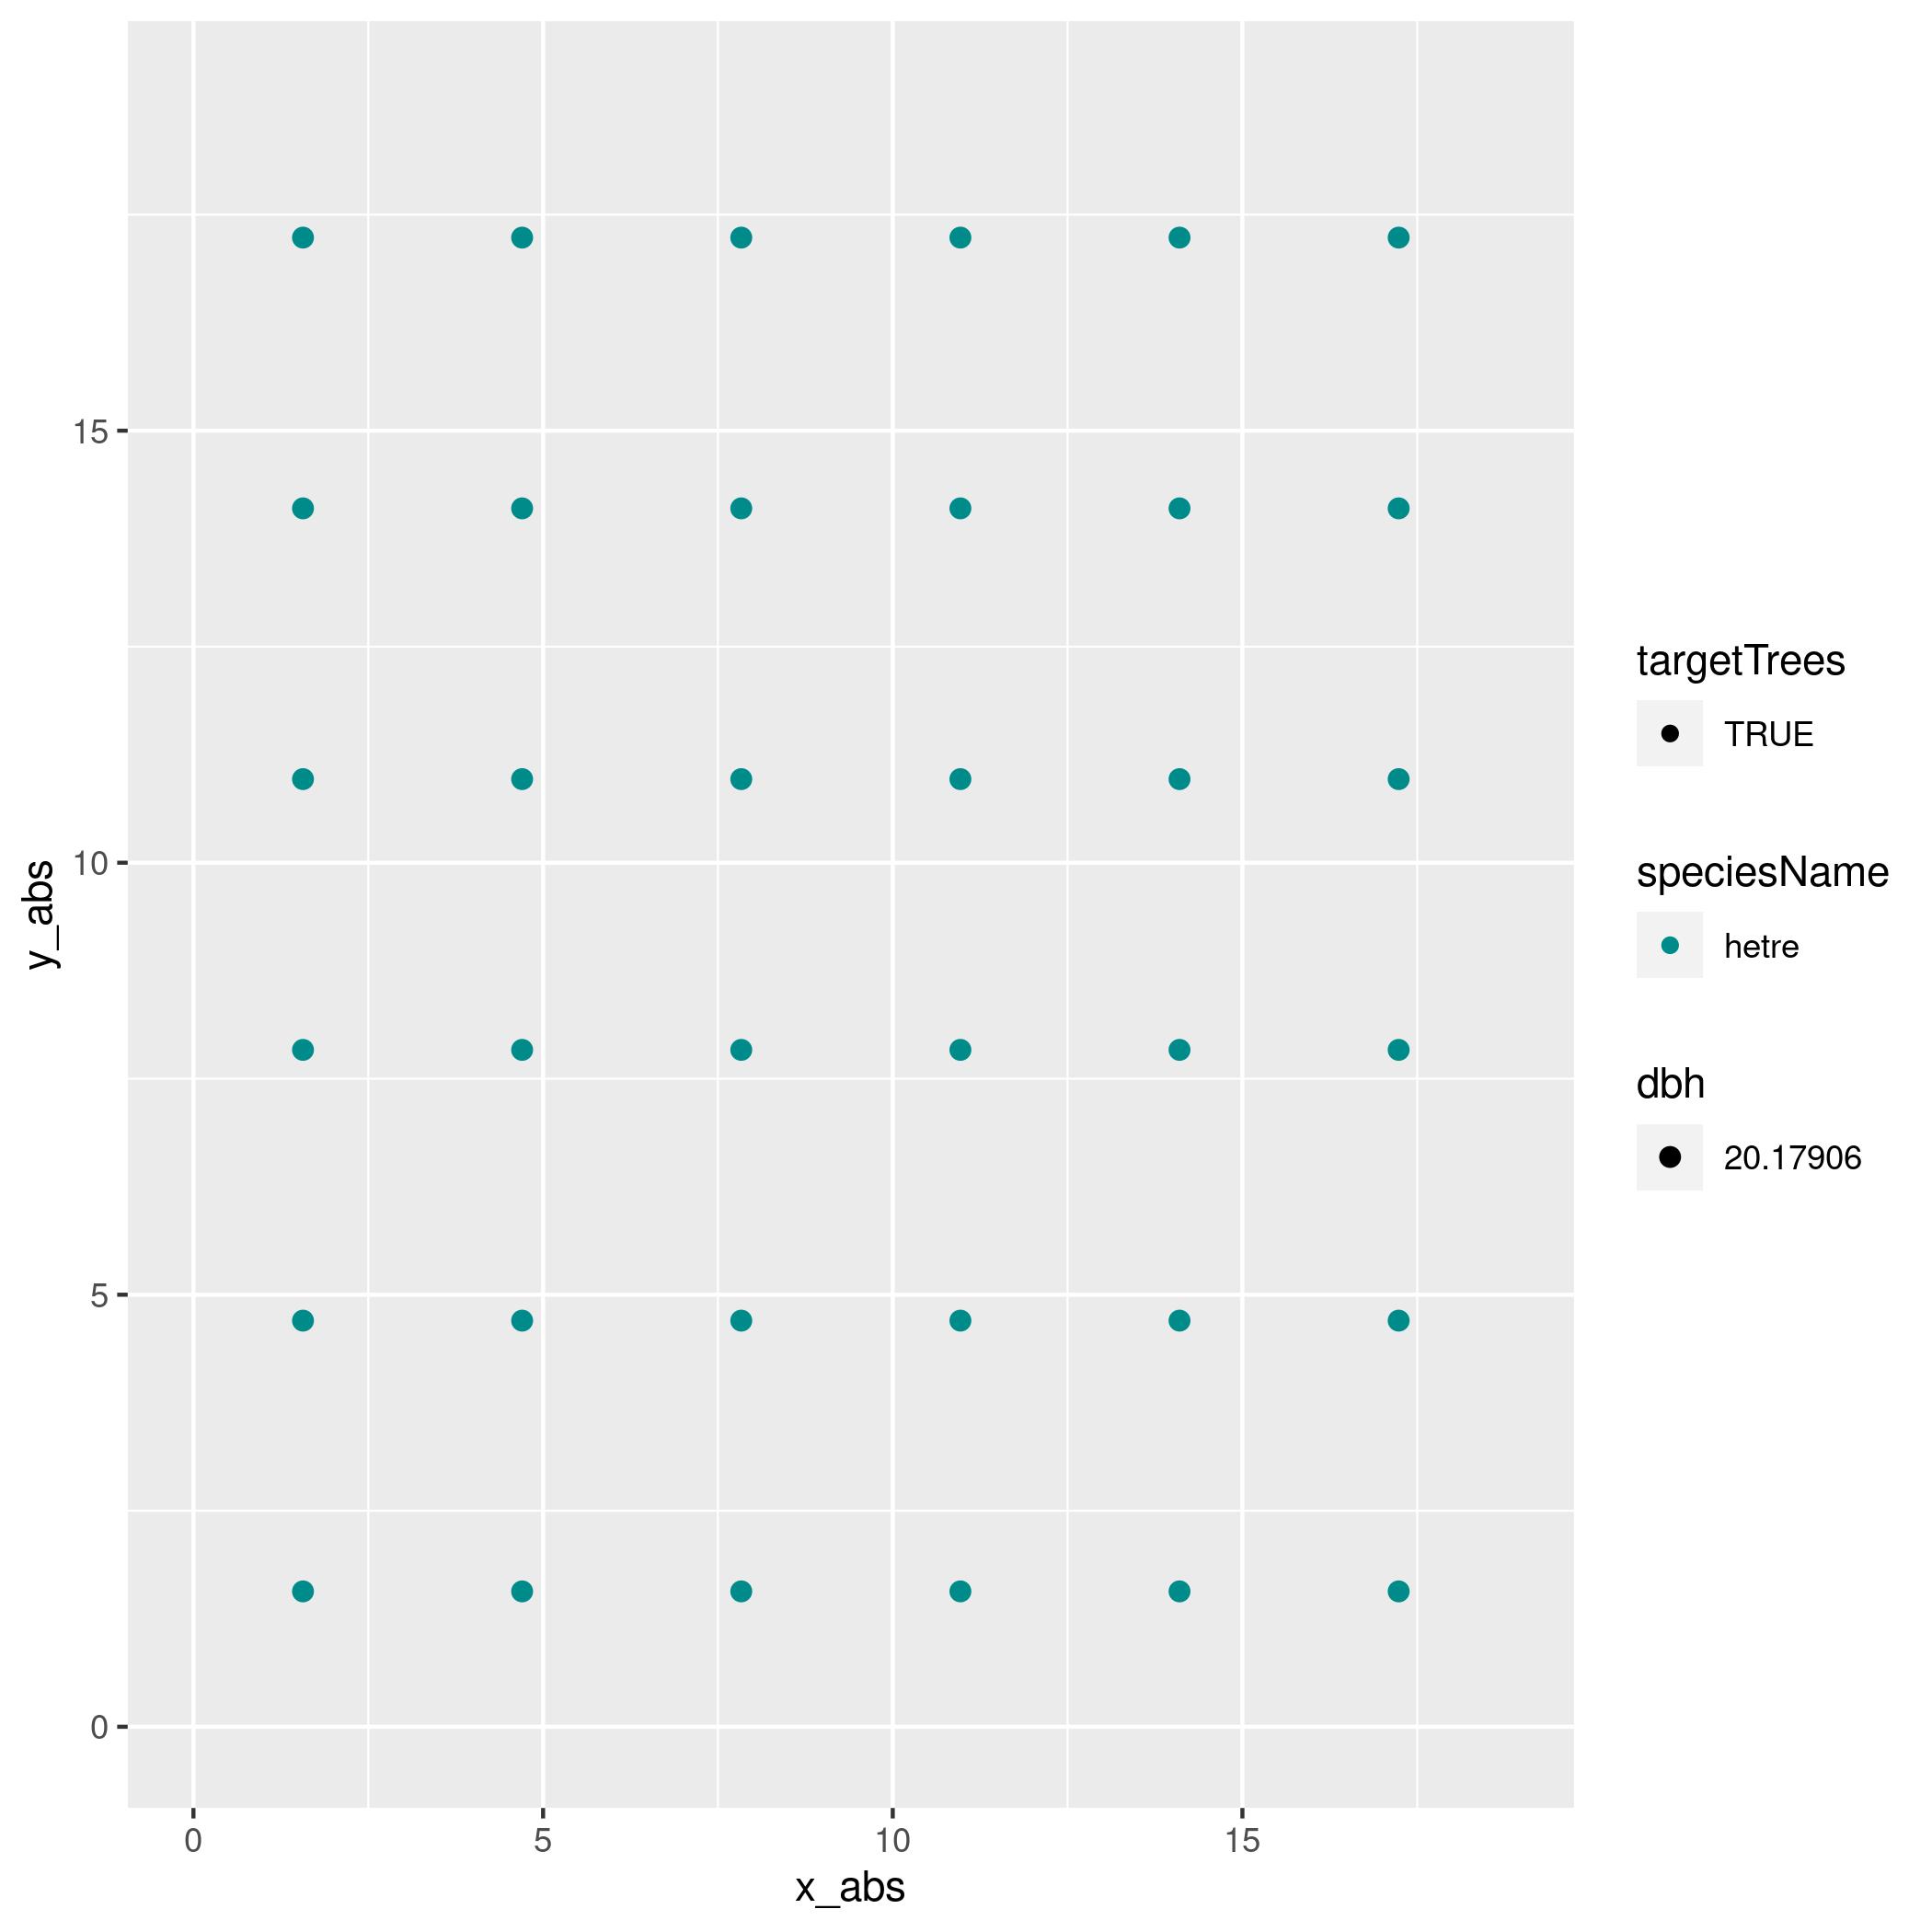 y_abs
15
10
5
0
0
5
10
15
x_abs
targetTrees
TRUE
speciesName
hetre
dbh
20.17906